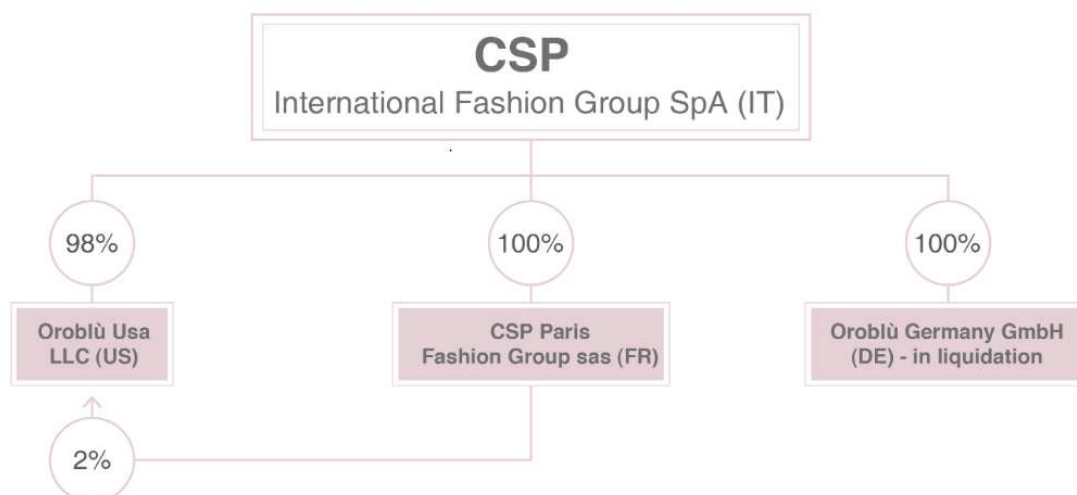 CSP
International Fashion Group SpA (IT)
98%
100%
100%
Oroblù Usa
LLC (US)
CSP Paris
Fashion Group sas (FR)
Oroblù Germany GmbH
(DE) - in liquidation
2%